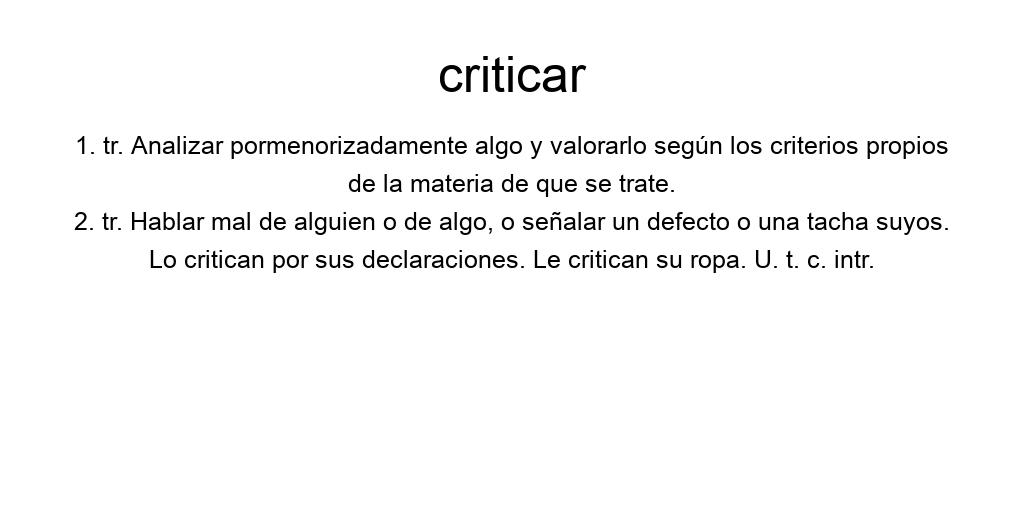 criticar
1. tr. Analizar pormenorizadamente algo y valorarlo según los criterios propios
de la materia de que se trate.
2. tr. Hablar mal de alguien o de algo, o señalar un defecto o una tacha suyos.
Lo critican por sus declaraciones. Le critican su ropa. U. t. c. intr.